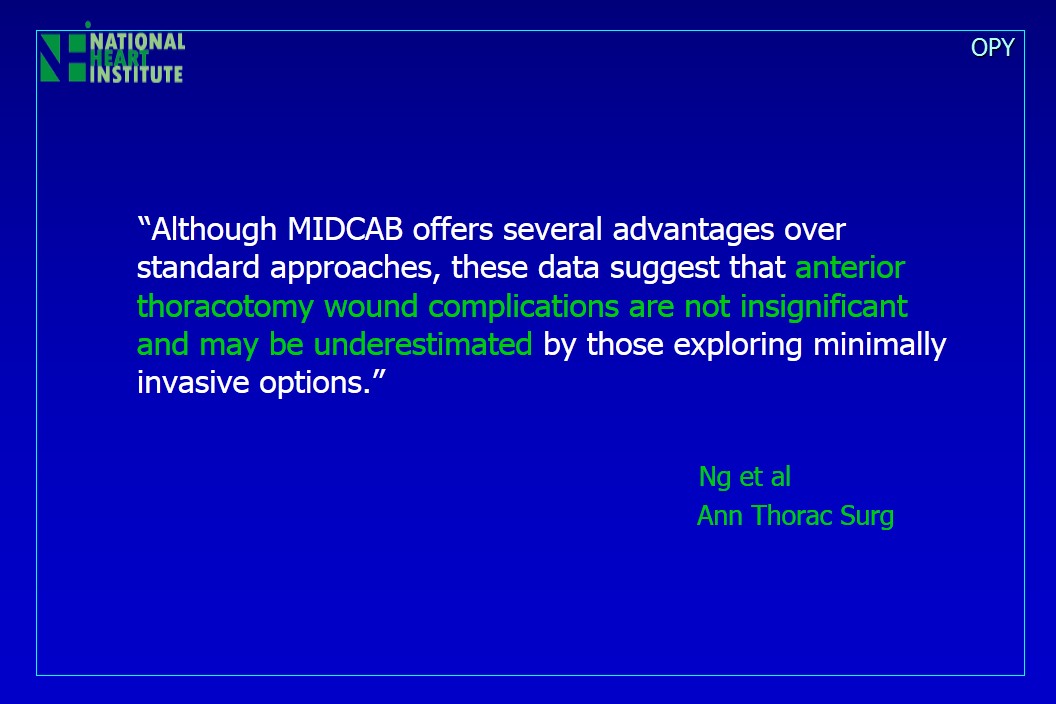 NATIONAL
HEART
INSTITUTE
OPY
“Although MIDCAB offers several advantages over
standard approaches, these data suggest that anterior
thoracotomy wound complications are not insignificant
and may be underestimated by those exploring minimally
invasive options.”
Ng et al
Ann Thorac Surg